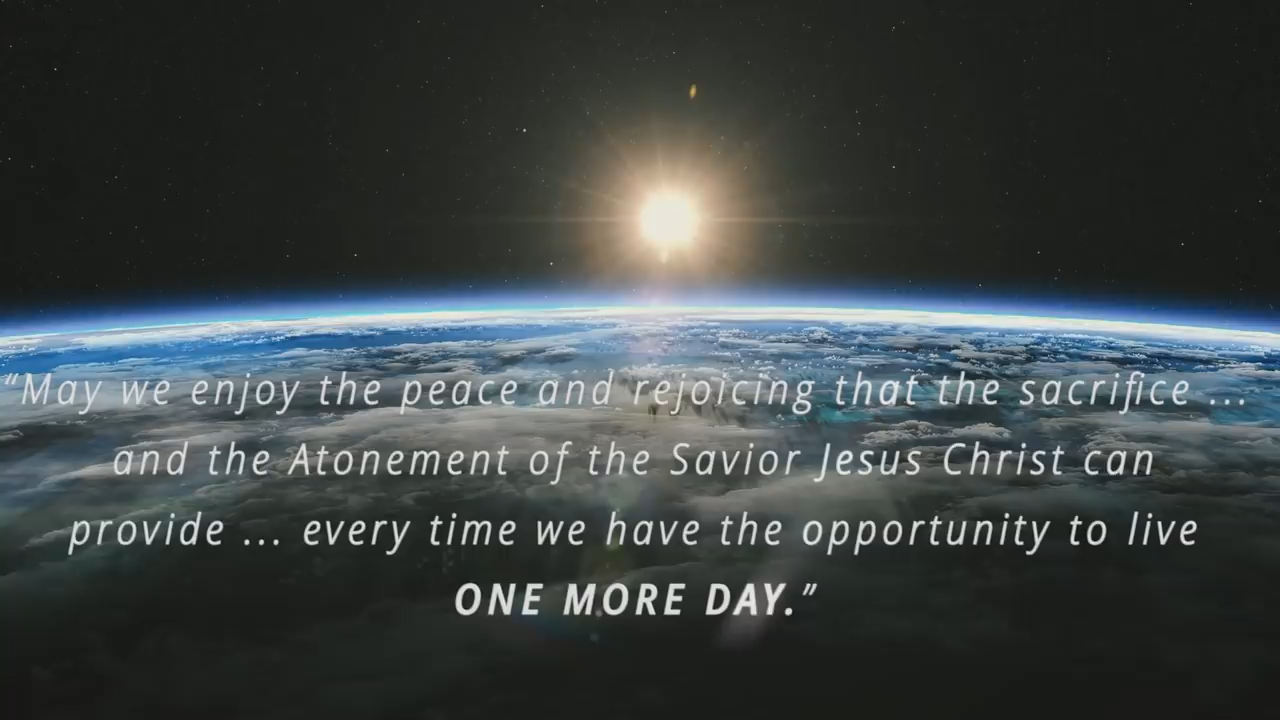 “May we enjoy the peace and rejoicing that the sacrifice ...
and the Atonement of the Savior Jesus Christ can
provide ... every time we have the opportunity to live
ONE MORE DAY.”